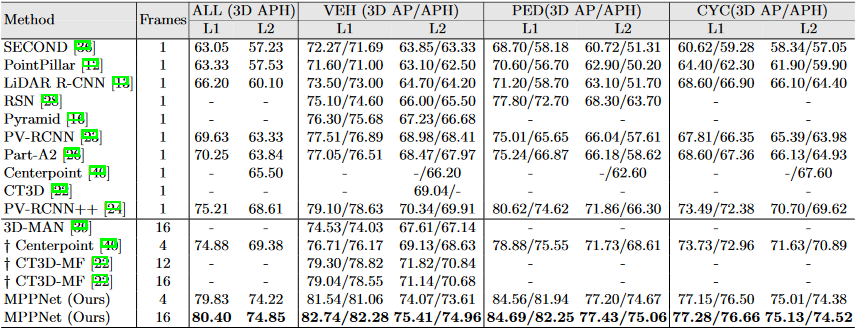 Method Frames ALL (3D APH) VEH (3D AP/APH) PED(3D AP/APH) CYC(3D AP/APH)
L1 L2 L1 L2 L1 L2 L1 L2
SECOND [38] 1 63.05 57.23 72.27/71.69 63.85/63.33 68.70/58.18 60.72/51.31 60.62/59.28 58.34/57.05
PointPillar [12] 1 63.33 57.53 71.60/71.00 63.10/62.50 70.60/56.70 62.90/50.20 64.40/62.30 61.90/59.90
LiDAR R-CNN [13] 1 66.20 60.10 73.50/73.00 64.70/64.20 71.20/58.70 63.10/51.70 68.60/66.90 66.10/64.40
RSN [28] 1 - - 75.10/74.60 66.00/65.50 77.80/72.70 68.30/63.70 - -
Pyramid [16] 1 - - 76.30/75.68 67.23/66.68 - - - -
PV-RCNN [23] 1 69.63 63.33 77.51/76.89 68.98/68.41 75.01/65.65 66.04/57.61 67.81/66.35 65.39/63.98
Part-A2 [26] 1 70.25 63.84 77.05/76.51 68.47/67.97 75.24/66.87 66.18/58.62 68.60/67.36 66.13/64.93
Centerpoint [40] 1 - 65.50 -/66.20 -/62.60 -/67.60
CT3D [22] 1 - - 69.04/- - - - -
PV-RCNN++ [24] 1 75.21 68.61 79.10/78.63 70.34/69.91 80.62/74.62 71.86/66.30 73.49/72.38 70.70/69.62
3D-MAN [39] 16 - - 74.53/74.03 67.61/67.14 - - - -
† Centerpoint [40] 4 74.88 69.38 76.71/76.17 69.13/68.63 78.88/75.55 71.73/68.61 73.73/72.96 71.63/70.89
† CT3D-MF [22] 12 - - 79.30/78.82 71.82/70.84 - - - -
† CT3D-MF [22] 16 - - 79.04/78.55 71.14/70.68 - - - -
MPPNet (Ours) 4 79.83 74.22 81.54/81.06 74.07/73.61 84.56/81.94 77.20/74.67 77.15/76.50 75.01/74.38
MPPNet (Ours) 16 80.40 74.85 82.74/82.28 75.41/74.96 84.69/82.25 77.43/75.06 77.28/76.66 75.13/74.52